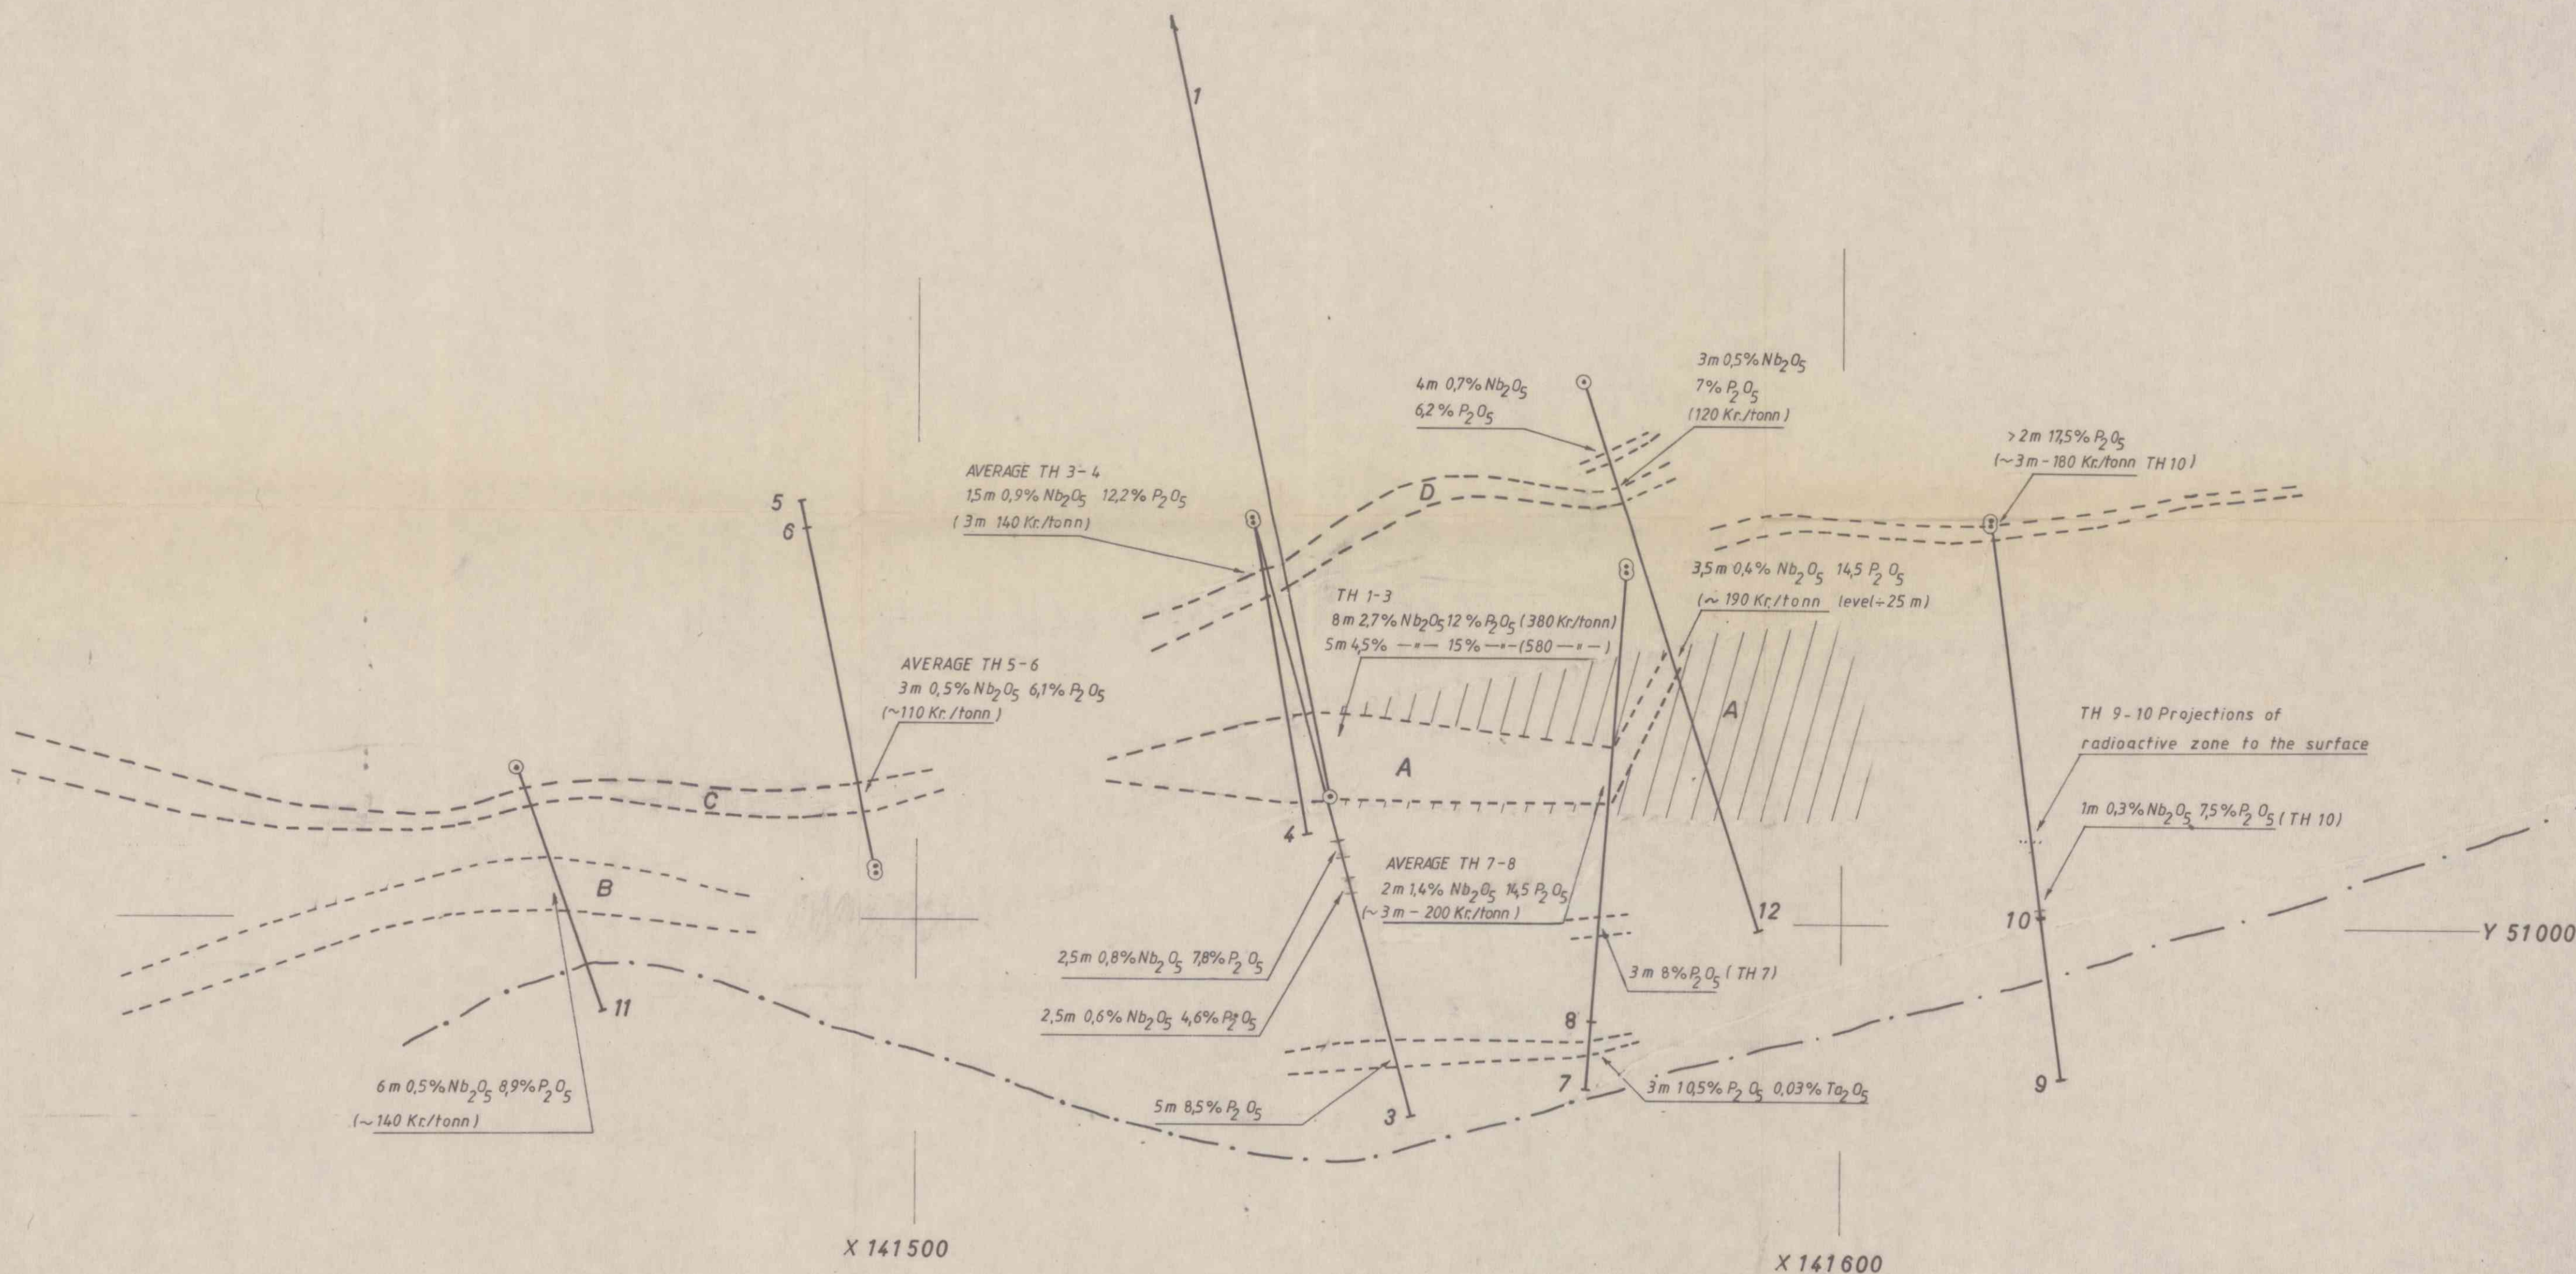 1
3m 0,5% Nb2O5
7% P2O5
(120 Kr./tonn)
4m 0,7% Nb2O5
6,2% P2O5
>2m 17,5% P2O5
(~3m-180 Kr./tonn TH 10)
AVERAGE TH 3-4
1,5m 0,9% Nb2O5 12,2% P2O5
(3m 140 Kr./tonn)
D
5
6
3,5m 0,4% Nb2O5 14,5 P2O5
(~190 Kr./tonn level÷25 m)
TH 1-3
8m 2,7% Nb2O5 12% P2O5 (380 Kr/tonn)
5m 4,5% —"— 15% —"—(580 —"—)
AVERAGE TH 5-6
3m 0,5% Nb2O5 6,1% P2O5
(~110 Kr./tonn)
A
A
TH 9-10 Projections of
radioactive zone to the surface
C
1m 0,3% Nb2O5 7,5% P2O5 (TH 10)
4
B
AVERAGE TH 7-8
2m 1,4% Nb2O5 14,5 P2O5
(~3m-200 Kr./tonn)
12
10
Y 51000
2,5m 0,8% Nb2O5 7,8% P2O5
3m 8% P2O5 (TH 7)
11
2,5m 0,6% Nb2O5 4,6% P2O5
8
6m 0,5% Nb2O5 8,9% P2O5
(~140 Kr./tonn)
7
3m 10,5% P2O5 0,03% Ta2O5
9
5m 8,5% P2O5
3
X 141500
X 141600